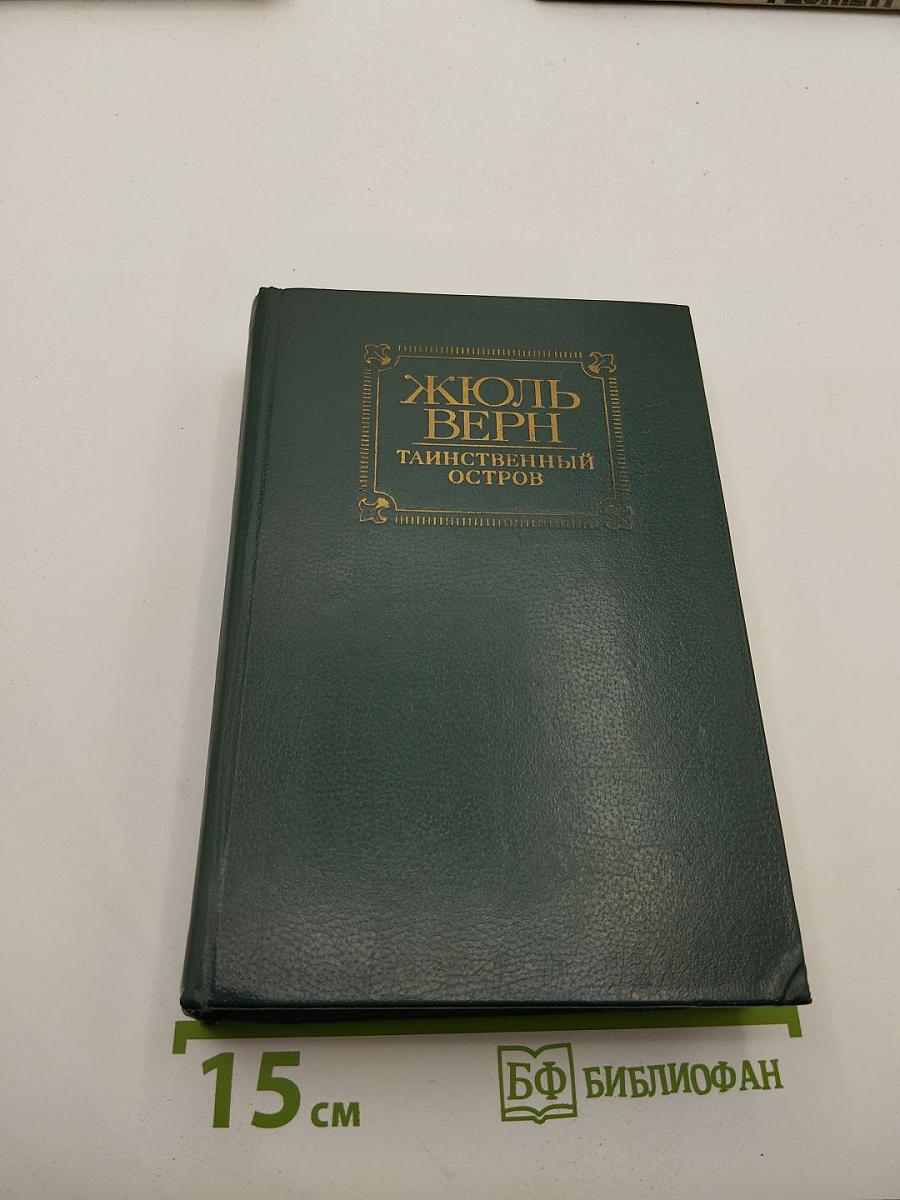 ЖЮЛЬ
ВЕРН
ТАИНСТВЕННЫЙ
ОСТРОВ
15 см
БФ БИБЛИОФАН